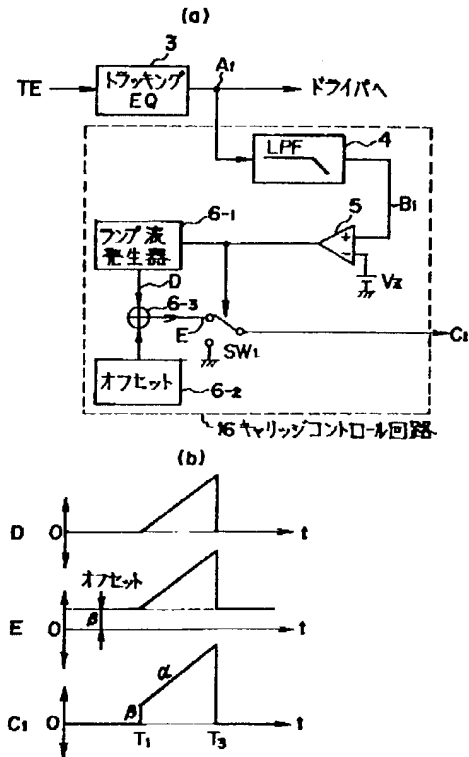 (a)
3
A1
TE
トラッキング
EQ
ドライバへ
LPF
4
6-1
5
B1
ランプ波
発生器
+
-
D
6-3
E
VZ
C1
SW1
オフセット
6-2
16 キャリッジコントロール回路
(b)
D
0
t
オフセット
E
0
β
t
α
C1
0
β
t
T1
T3